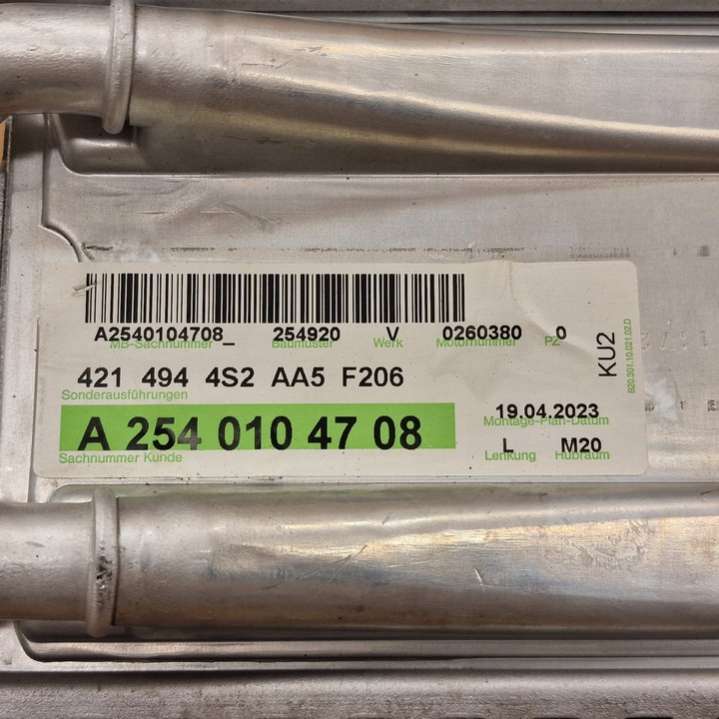 A2540104708_ 254920 V 0260380 0
MB-Sachnummer Baumuster Werk Motornummer PZ
421 494 4S2 AA5 F206
Sonderausführungen
A 254 010 47 08
Sachnummer Kunde
19.04.2023
Montage-Plan-Datum
L M20
Lenkung Hubraum
KU2